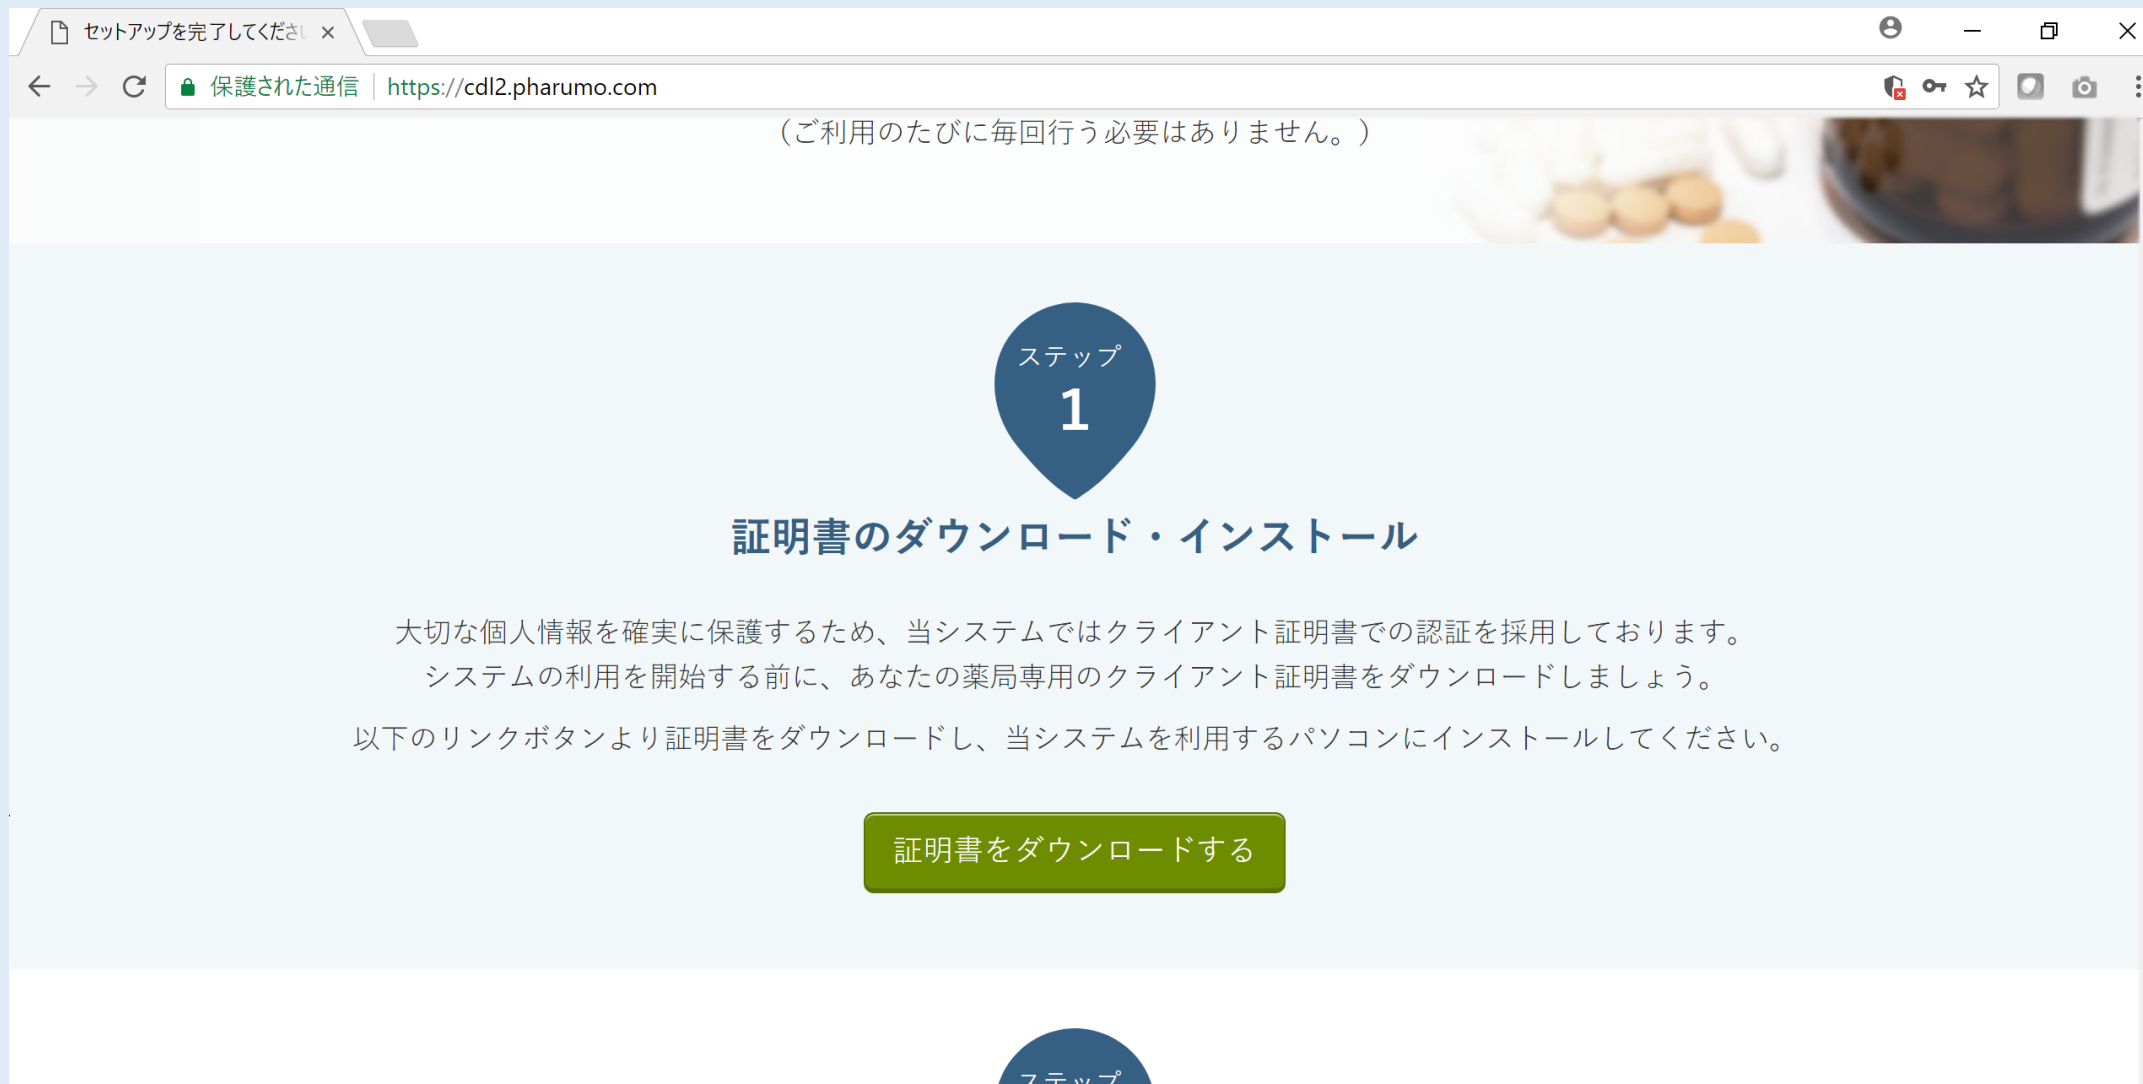 セットアップを完了してくださ
保護された通信 https://cdl2.pharumo.com
（ご利用のたびに毎回行う必要はありません。）
ステップ
1
証明書のダウンロード・インストール
大切な個人情報を確実に保護するため、当システムではクライアント証明書での認証を採用しております。
システムの利用を開始する前に、あなたの薬局専用のクライアント証明書をダウンロードしましょう。
以下のリンクボタンより証明書をダウンロードし、当システムを利用するパソコンにインストールしてください。
証明書をダウンロードする
ステップ